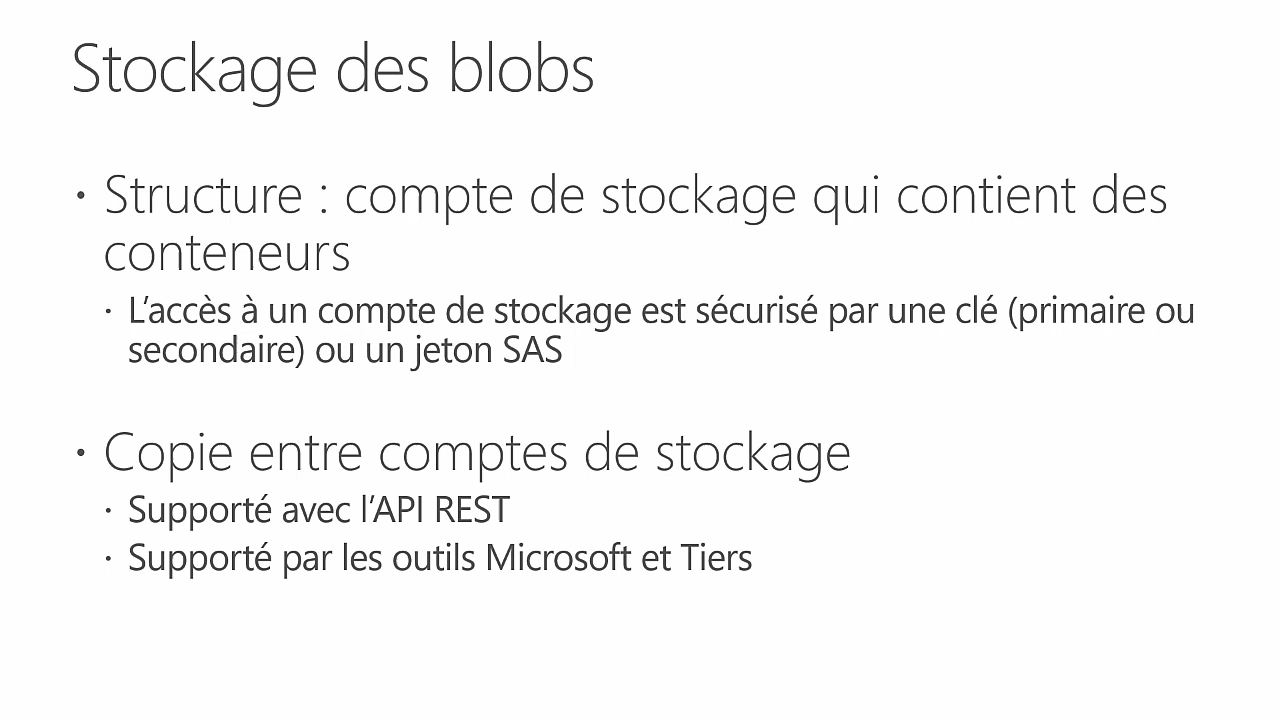 Stockage des blobs
• Structure : compte de stockage qui contient des
conteneurs
• L’accès à un compte de stockage est sécurisé par une clé (primaire ou
secondaire) ou un jeton SAS
• Copie entre comptes de stockage
• Supporté avec l’API REST
• Supporté par les outils Microsoft et Tiers